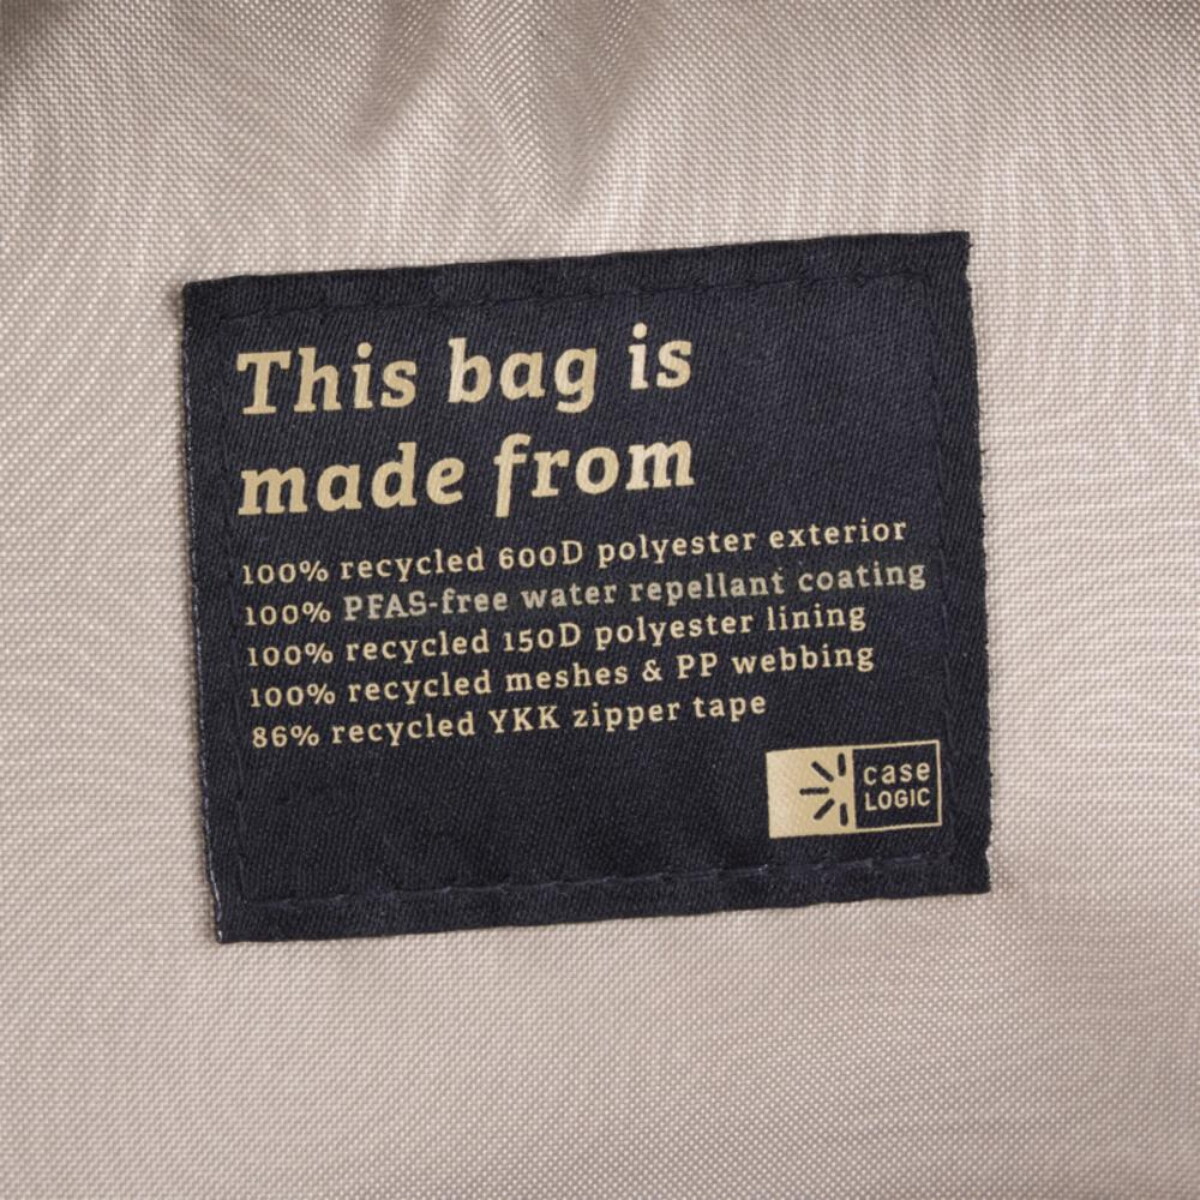 This bag is
made from
100% recycled 600D polyester exterior
100% PFAS-free water repellant coating
100% recycled 150D polyester lining
100% recycled meshes & PP webbing
86% recycled YKK zipper tape
case
LOGIC